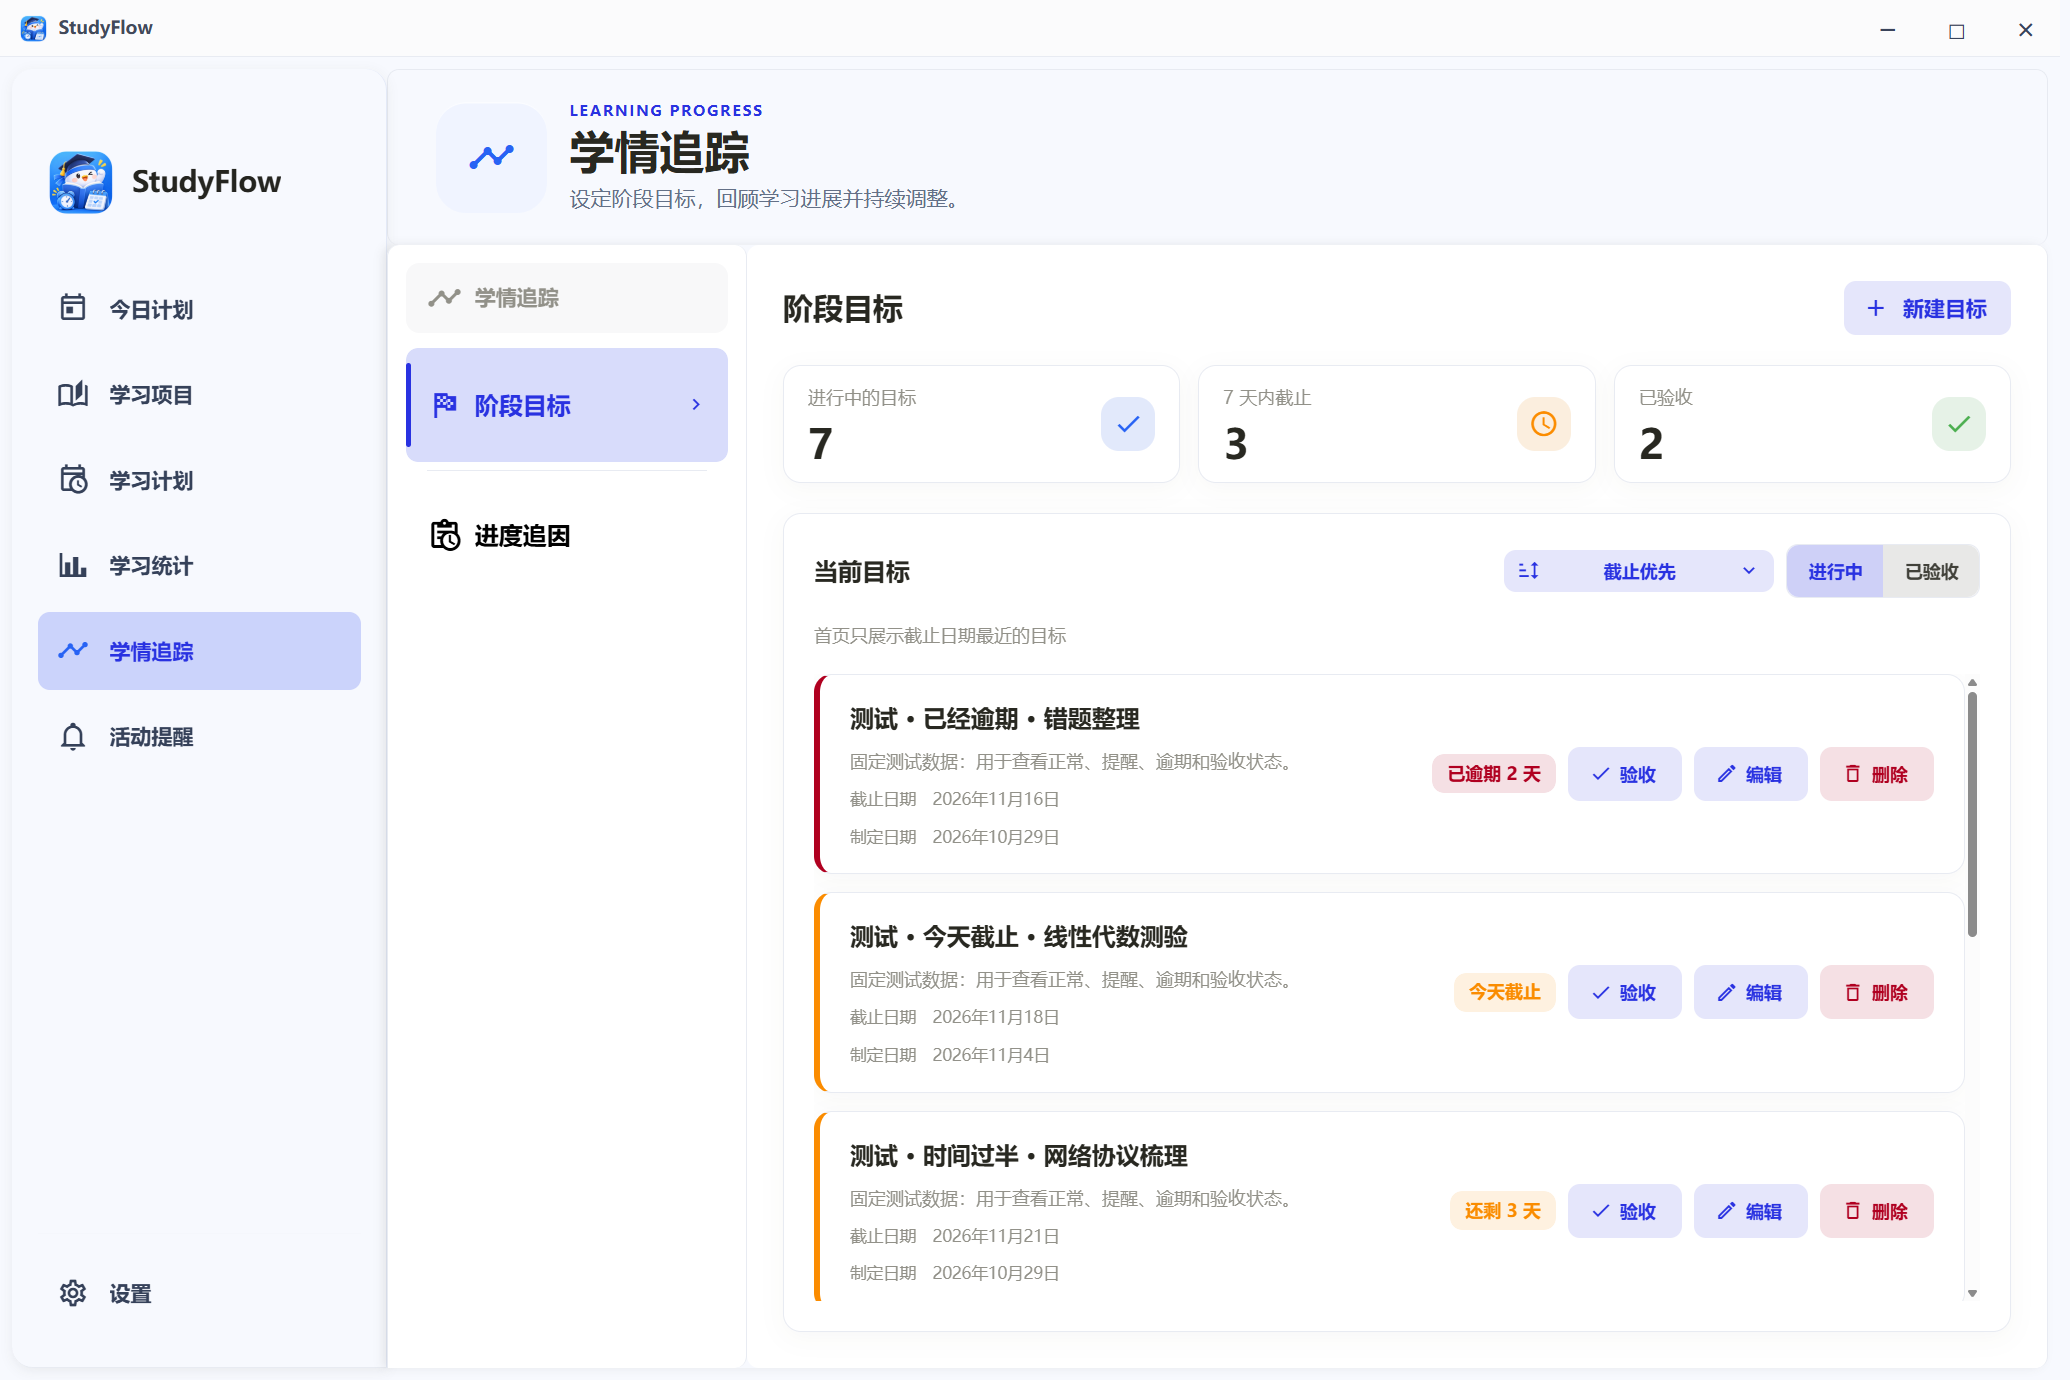 StudyFlow
StudyFlow
今日计划
学习项目
学习计划
学习统计
学情追踪
活动提醒
设置
LEARNING PROGRESS
学情追踪
设定阶段目标，回顾学习进展并持续调整。
学情追踪
阶段目标
进度追因
阶段目标
新建目标
进行中的目标
7
7 天内截止
3
已验收
2
当前目标
截止优先
进行中
已验收
首页只展示截止日期最近的目标
测试 • 已经逾期 • 错题整理
固定测试数据：用于查看正常、提醒、逾期和验收状态。
截止日期 2026年11月16日
制定日期 2026年10月29日
已逾期 2 天
验收
编辑
删除
测试 • 今天截止 • 线性代数测验
固定测试数据：用于查看正常、提醒、逾期和验收状态。
截止日期 2026年11月18日
制定日期 2026年11月4日
今天截止
验收
编辑
删除
测试 • 时间过半 • 网络协议梳理
固定测试数据：用于查看正常、提醒、逾期和验收状态。
截止日期 2026年11月21日
制定日期 2026年10月29日
还剩 3 天
验收
编辑
删除